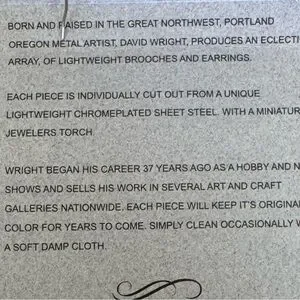 BORN AND RAISED IN THE GREAT NORTHWEST, PORTLAND
OREGON METAL ARTIST, DAVID WRIGHT, PRODUCES AN ECLECTI
ARRAY, OF LIGHTWEIGHT BROOCHES AND EARRINGS.
EACH PIECE IS INDIVIDUALLY CUT OUT FROM A UNIQUE
LIGHTWEIGHT CHROMEPLATED SHEET STEEL. WITH A MINIATUR
JEWELERS TORCH
WRIGHT BEGAN HIS CAREER 37 YEARS AGO AS A HOBBY AND N
SHOWS AND SELLS HIS WORK IN SEVERAL ART AND CRAFT
GALLERIES NATIONWIDE. EACH PIECE WILL KEEP IT'S ORIGINA
COLOR FOR YEARS TO COME. SIMPLY CLEAN OCCASIONALLY W
A SOFT DAMP CLOTH.